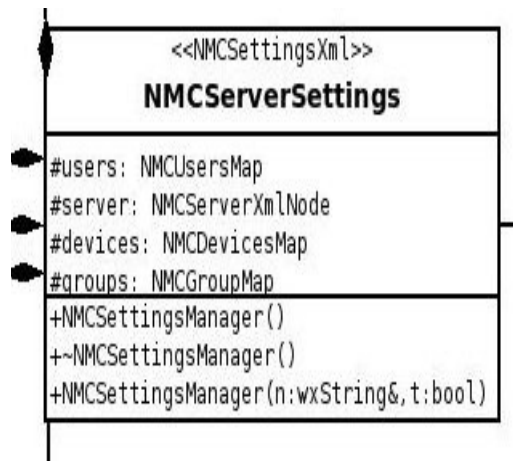 <<NMCSettingsXml>>
NMCServerSettings
#users: NMCUsersMap
#server: NMCServerXmlNode
#devices: NMCDevicesMap
#groups: NMCGroupMap
+NMCSettingsManager()
+~NMCSettingsManager()
+NMCSettingsManager(n:wxString&,t:bool)